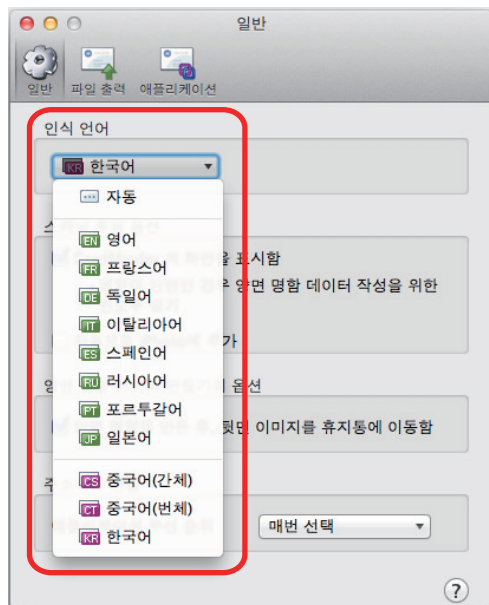 일반
일반 파일 출력 애플리케이션
인식 언어
KR 한국어
자동
EN 영어
FR 프랑스어
DE 독일어
IT 이탈리아어
ES 스페인어
RU 러시아어
PT 포르투갈어
JP 일본어
CS 중국어(간체)
CT 중국어(번체)
KR 한국어
을 표시함
양면 명함 데이터 작성을 위한
가
옵션
뒷면 이미지를 휴지통에 이동함
매번 선택
?